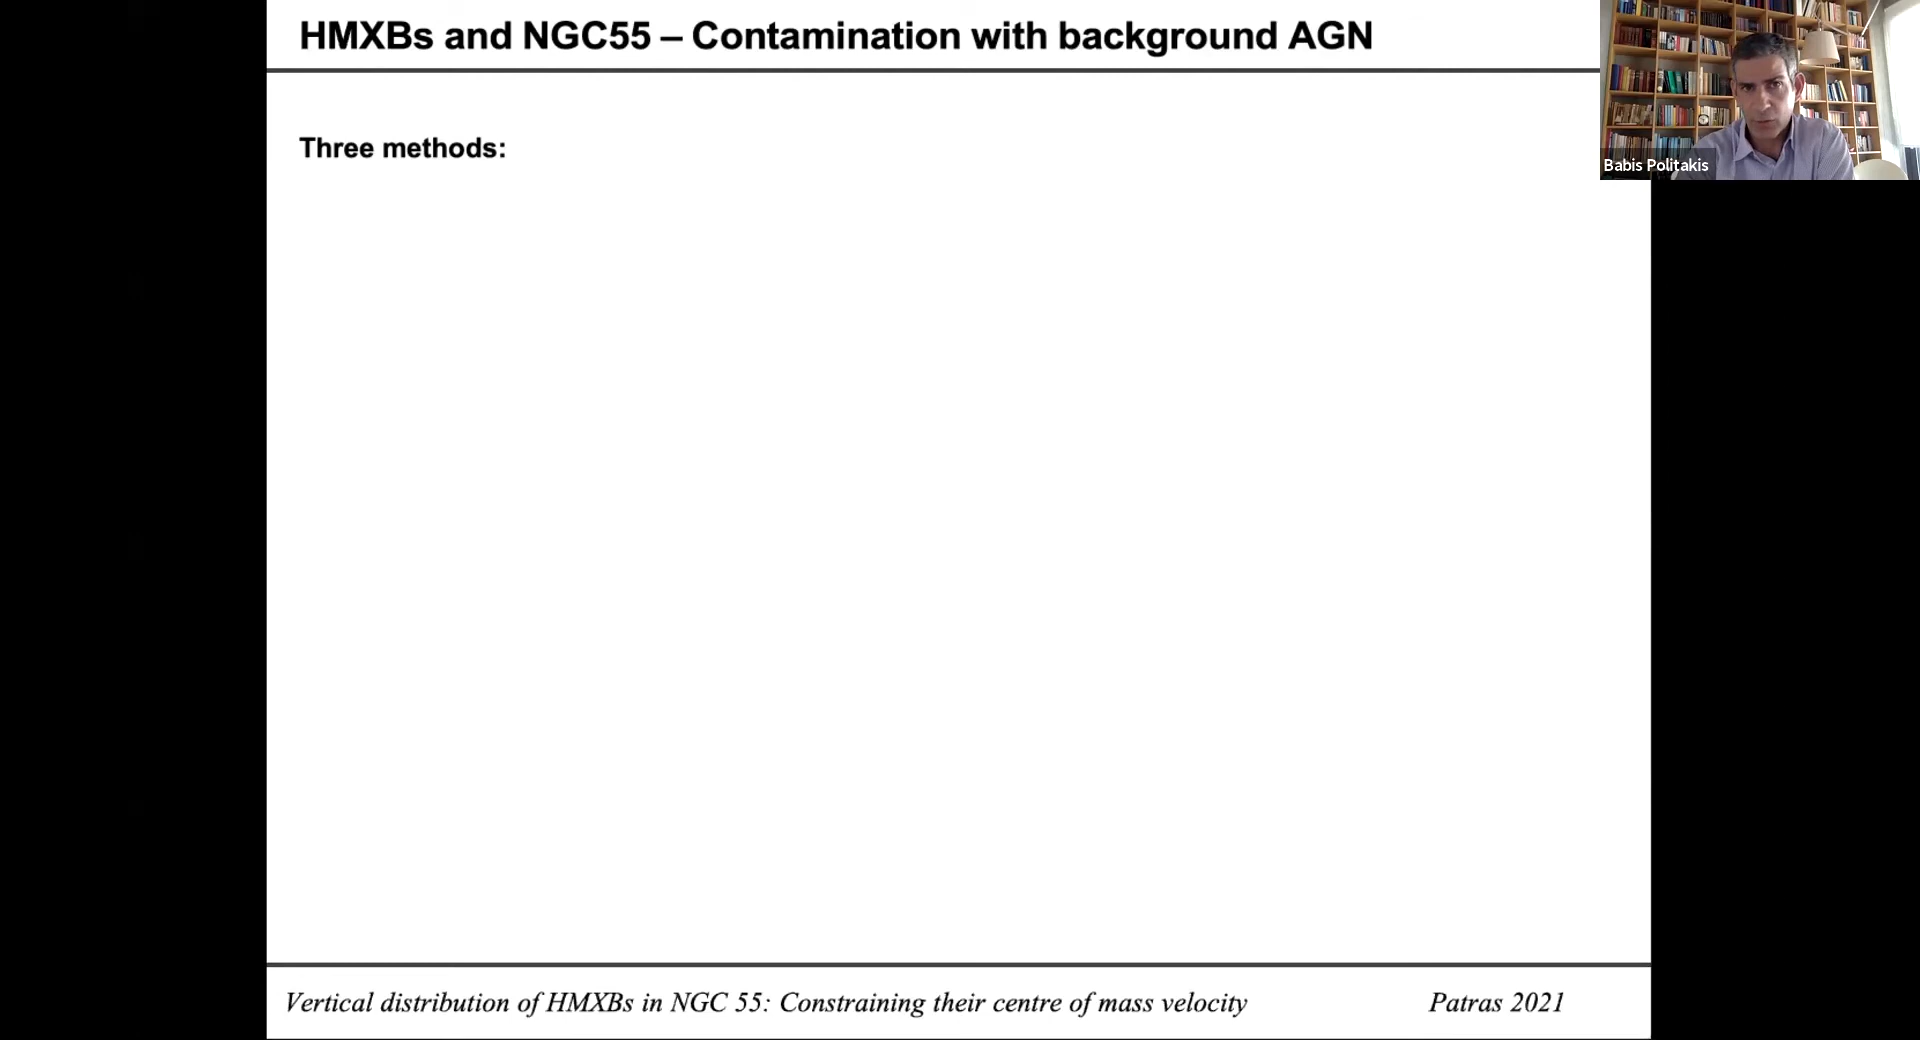 HMXBs and NGC55 – Contamination with background AGN
Babis Politakis
Three methods:
Vertical distribution of HMXBs in NGC 55: Constraining their centre of mass velocity
Patras 2021